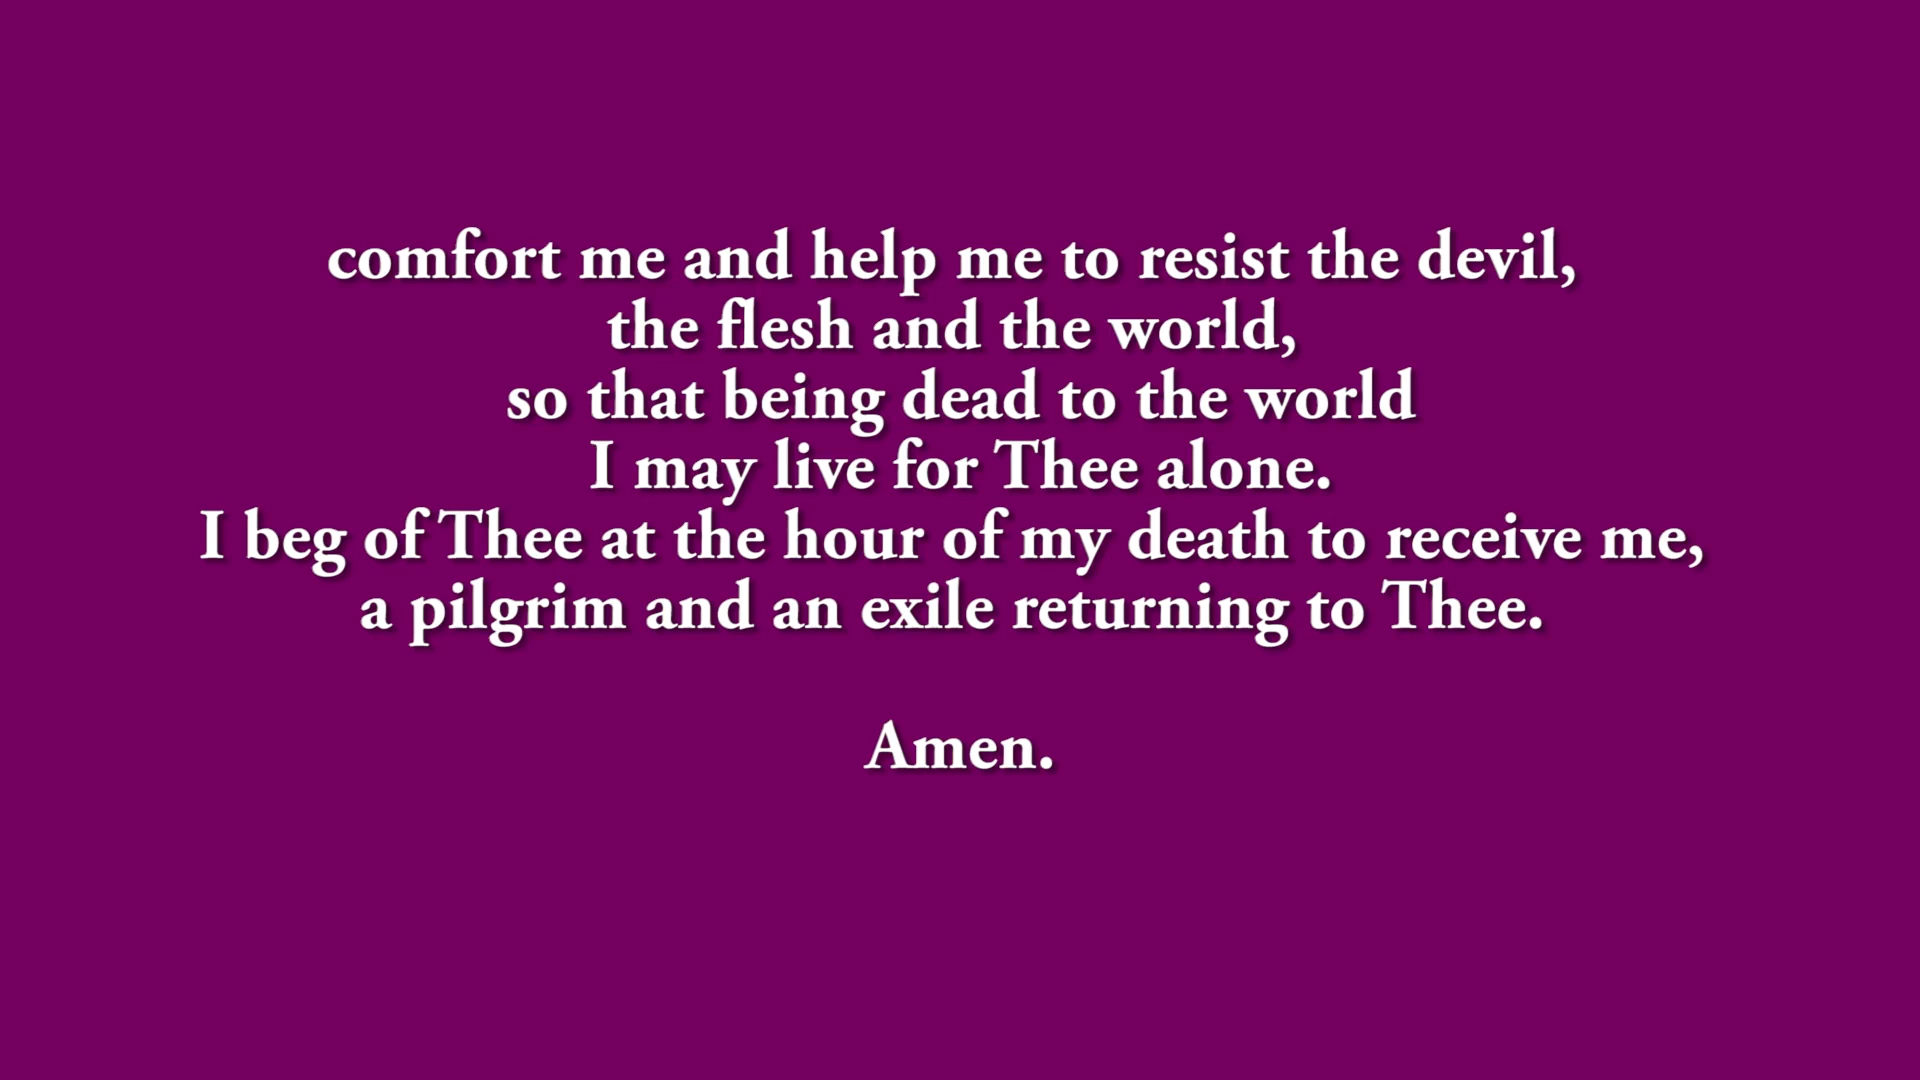 comfort me and help me to resist the devil,
the flesh and the world,
so that being dead to the world
I may live for Thee alone.
I beg of Thee at the hour of my death to receive me,
a pilgrim and an exile returning to Thee.
Amen.